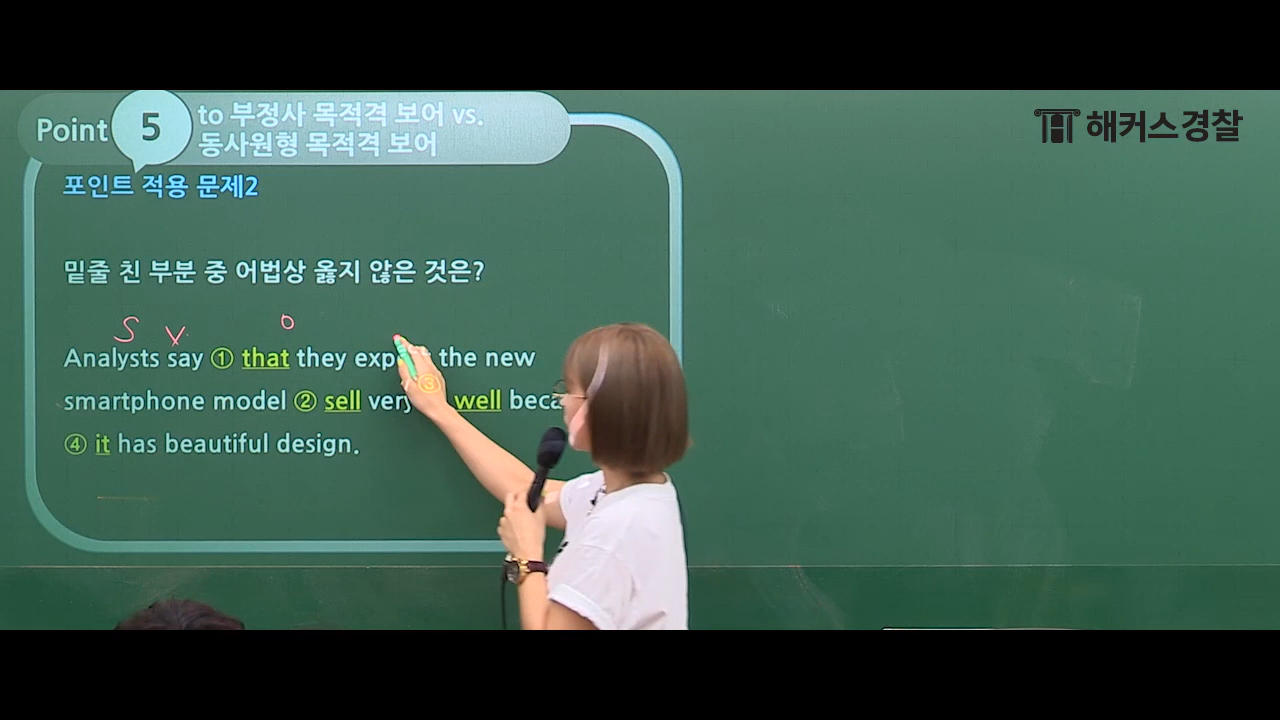 해커스경찰
Point 5 to 부정사 목적격 보어 vs.
동사원형 목적격 보어
포인트 적용 문제2
밑줄 친 부분 중 어법상 옳지 않은 것은?
S V O
Analysts say ① that they the new
smartphone model ② sell ③ well
④ it has beautiful design.